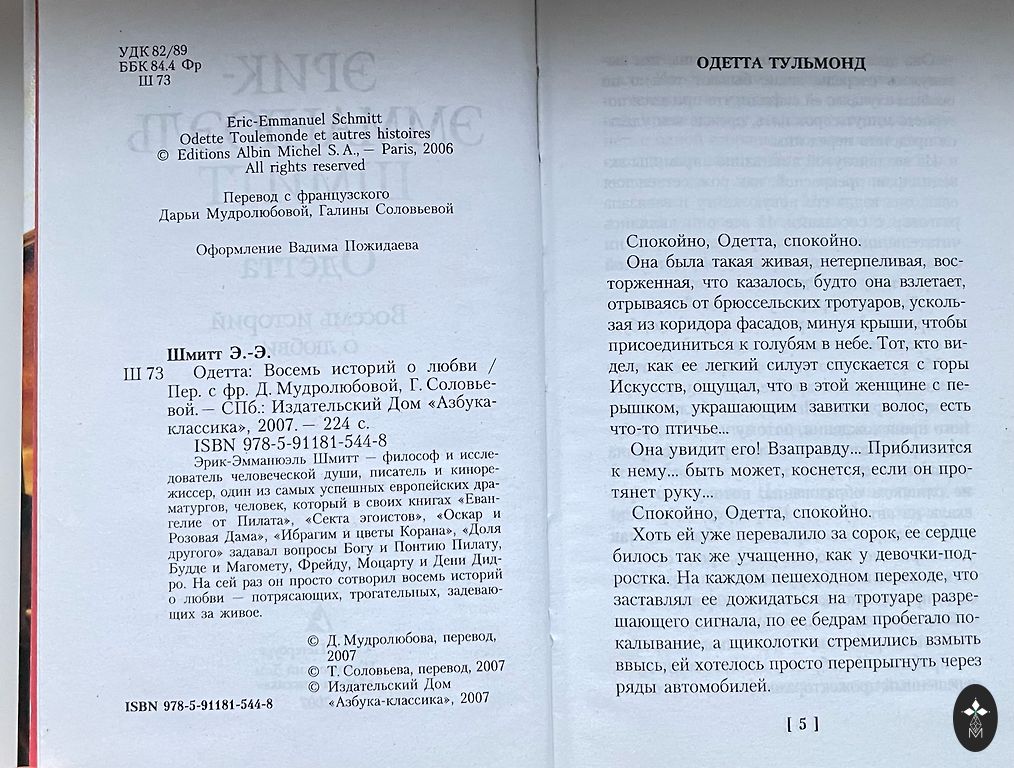 УДК 82/89
ББК 84.4 Фр
Ш 73
Eric-Emmanuel Schmitt
Odette Toulemonde et autres histoires
© Editions Albin Michel S. A., — Paris, 2006
All rights reserved
Перевод с французского
Дарьи Мудролюбовой, Галины Соловьевой
Оформление Вадима Пожидаева
Шмитт Э.-Э.
Ш 73 Одетта: Восемь историй о любви /
Пер. с фр. Д. Мудролюбовой, Г. Соловье-
вой. — СПб.: Издательский Дом «Азбука-
классика», 2007. — 224 с.
ISBN 978-5-91181-544-8
Эрик-Эмманюэль Шмитт — философ и иссле-
дователь человеческой души, писатель и киноре-
жиссер, один из самых успешных европейских дра-
матургов, человек, который в своих книгах «Еван-
гелие от Пилата», «Секта эгоистов», «Оскар и
Розовая Дама», «Ибрагим и цветы Корана», «Доля
другого» задавал вопросы Богу и Понтию Пилату,
Будде и Магомету, Фрейду, Моцарту и Дени Дид-
ро. На сей раз он просто сотворил восемь историй
о любви — потрясающих, трогательных, задеваю-
щих за живое.
© Д. Мудролюбова, перевод,
2007
© Т. Соловьева, перевод, 2007
© Издательский Дом
«Азбука-классика», 2007
ISBN 978-5-91181-544-8
ОДЕТТА ТУЛЬМОНД
Спокойно, Одетта, спокойно.
Она была такая живая, нетерпеливая, вос-
торженная, что казалось, будто она взлетает,
отрываясь от брюссельских тротуаров, усколь-
зая из коридора фасадов, минуя крыши, чтобы
присоединиться к голубям в небе. Тот, кто ви-
дел, как ее легкий силуэт спускается с горы
Искусств, ощущал, что в этой женщине с пе-
рышком, украшающим завитки волос, есть
что-то птичье...
Она увидит его! Взаправду... Приблизится
к нему... быть может, коснется, если он про-
тянет руку...
Спокойно, Одетта, спокойно.
Хоть ей уже перевалило за сорок, ее сердце
билось так же учащенно, как у девочки-под-
ростка. На каждом пешеходном переходе, что
заставлял ее дожидаться на тротуаре разре-
шающего сигнала, по ее бедрам пробегало по-
калывание, а щиколотки стремились взмыть
ввысь, ей хотелось просто перепрыгнуть через
ряды автомобилей.
[ 5 ]